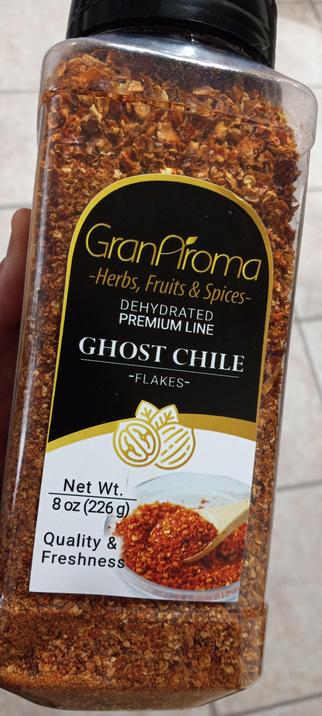 GranAroma
-Herbs, Fruits & Spices-
DEHYDRATED
PREMIUM LINE
GHOST CHILE
-FLAKES-
Net Wt.
8 oz (226 g)
Quality &
Freshness